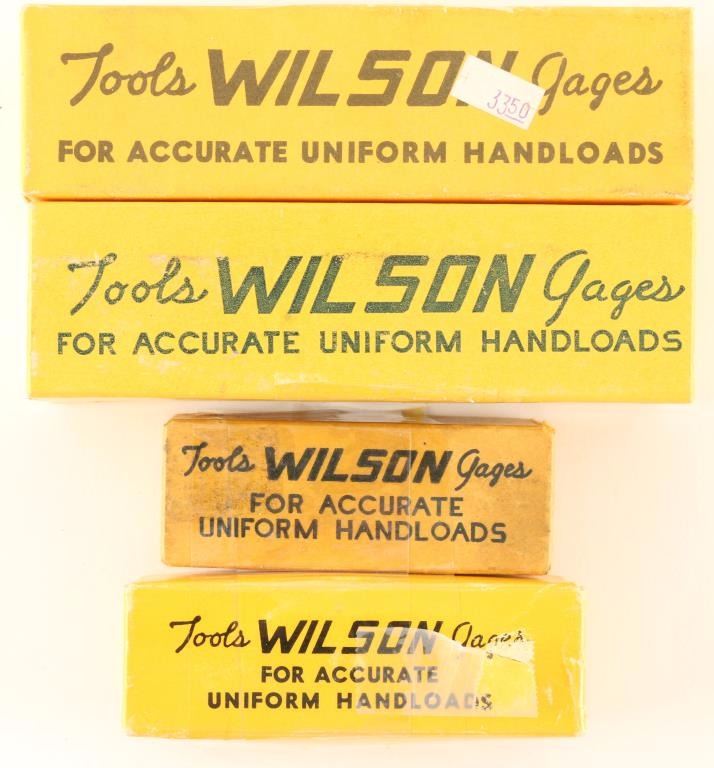 Tools WILSON Gages
3350
FOR ACCURATE UNIFORM HANDLOADS
Tools WILSON Gages
FOR ACCURATE UNIFORM HANDLOADS
Tools WILSON Gages
FOR ACCURATE
UNIFORM HANDLOADS
Tools WILSON Gages
FOR ACCURATE
UNIFORM HANDLOADS